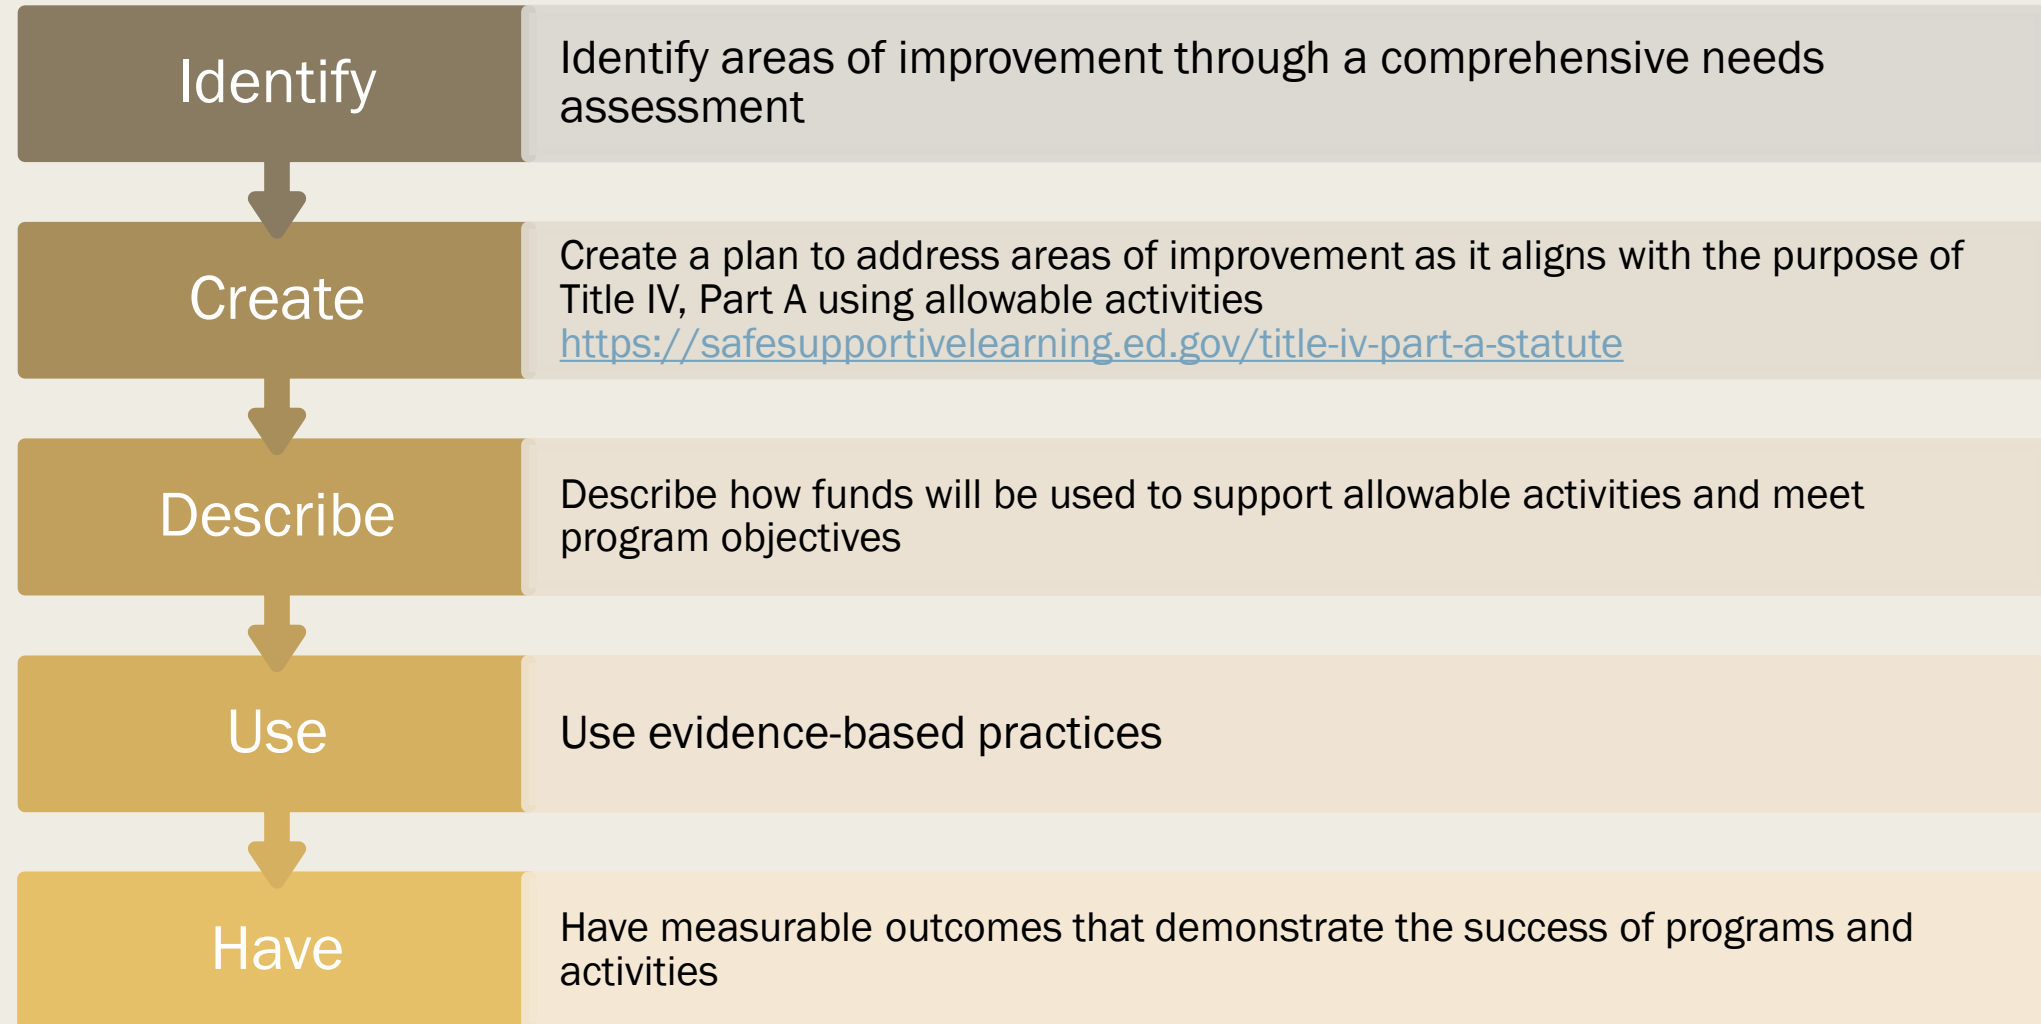 Identify
Identify areas of improvement through a comprehensive needs
assessment
Create
Create a plan to address areas of improvement as it aligns with the purpose of
Title IV, Part A using allowable activities
https://safesupportivelearning.ed.gov/title-iv-part-a-statute
Describe
Describe how funds will be used to support allowable activities and meet
program objectives
Use
Use evidence-based practices
Have
Have measurable outcomes that demonstrate the success of programs and
activities